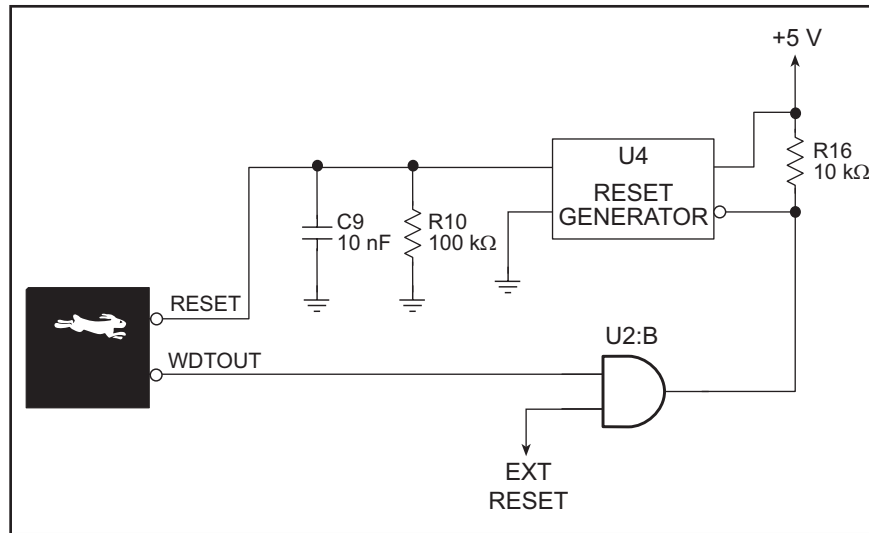 +5 V
U4
RESET
GENERATOR
R16
10 kΩ
C9
10 nF
R10
100 kΩ
RESET
WDTOUT
U2:B
EXT
RESET